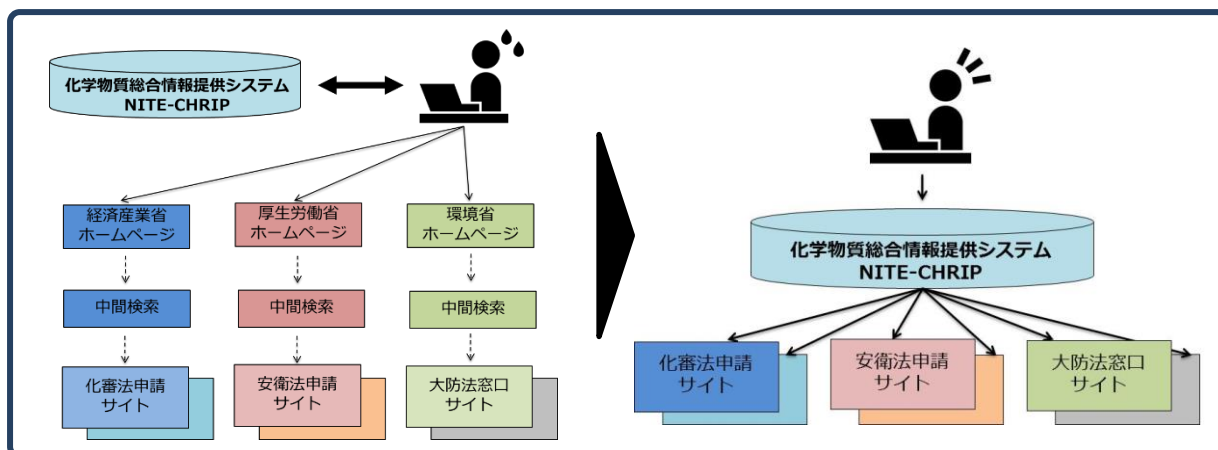 化学物質総合情報提供システム
NITE-CHRIP
経済産業省
ホームページ
厚生労働省
ホームページ
環境省
ホームページ
中間検索
中間検索
中間検索
化審法申請
サイト
安衛法申請
サイト
大防法窓口
サイト
化学物質総合情報提供システム
NITE-CHRIP
化審法申請
サイト
安衛法申請
サイト
大防法窓口
サイト